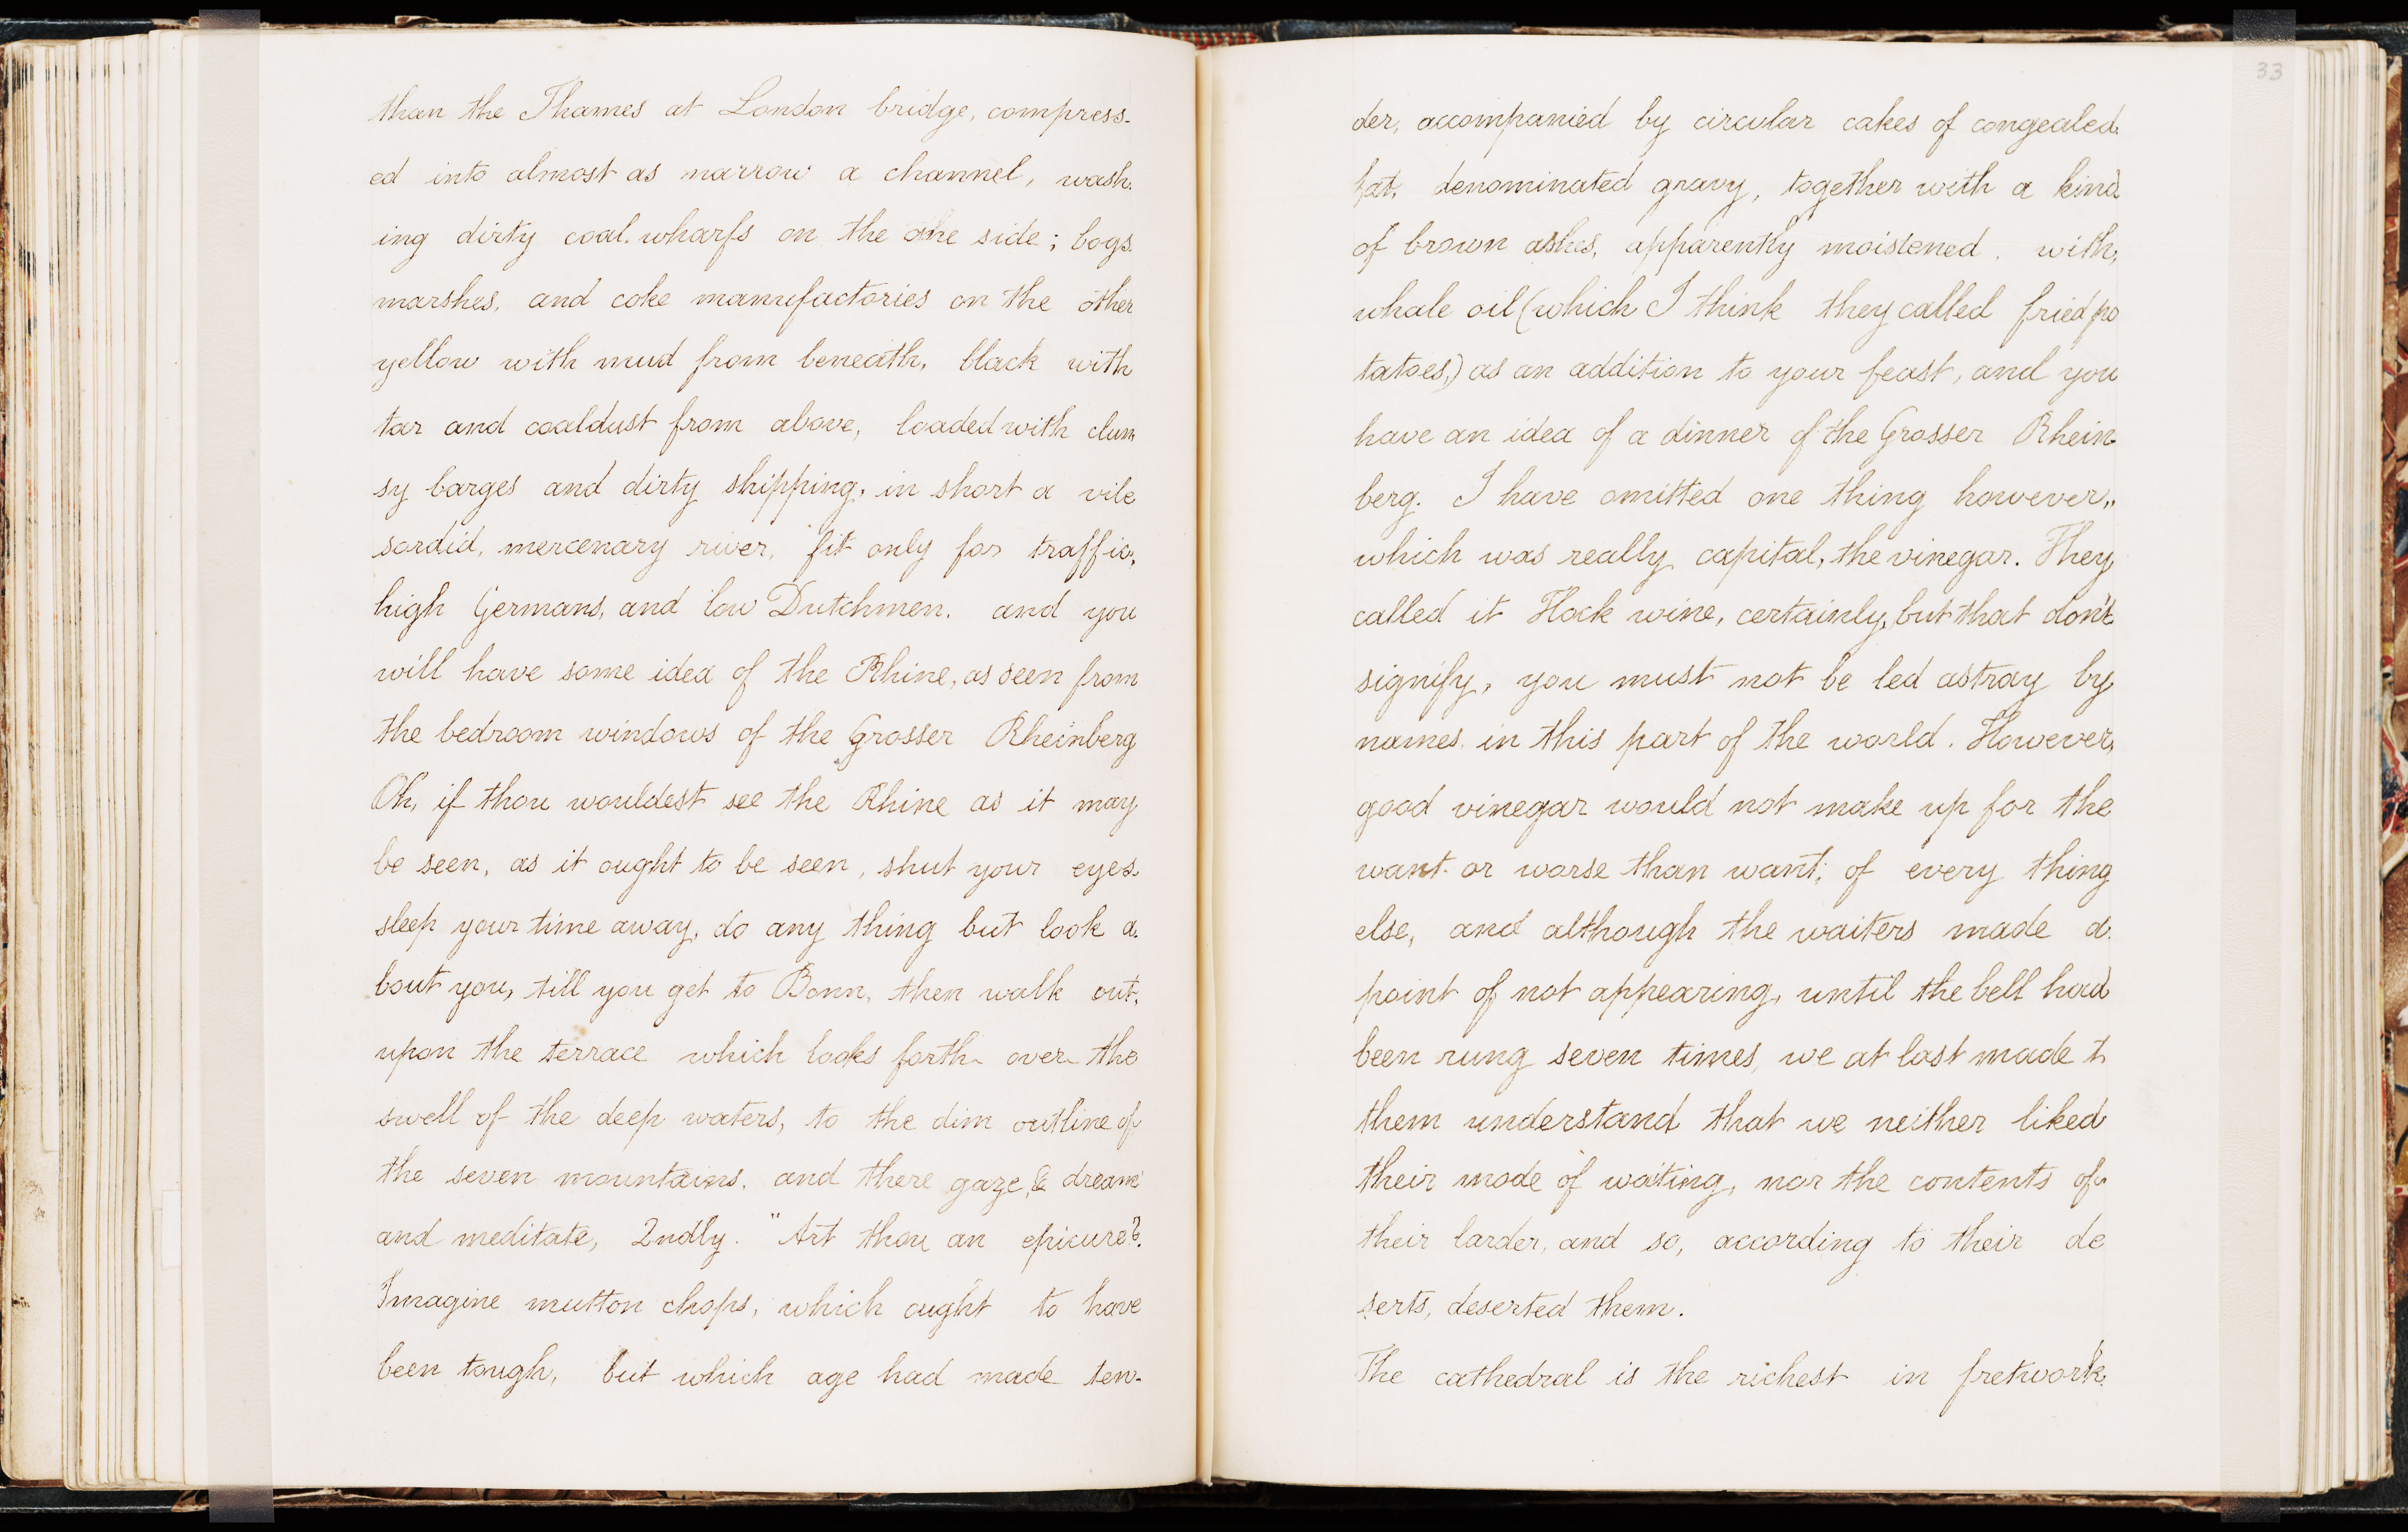 than the Thames at London bridge, compress-
ed into almost as narrow a channel, wash-
ing dirty coal-wharfs on the one side; bogs
marshes, and coke manufactories on the other
yellow with mud from beneath, black with
tar and coaldust from above, loaded with clum
sy barges and dirty shipping, in short a vile
sordid, mercenary river, fit only for traffic,
high Germans, and low Dutchmen. and you
will have some idea of the Rhine, as seen from
the bedroom windows of the Grosser Rheinberg
Oh, if thou wouldest see the Rhine as it may
be seen, as it ought to be seen, shut your eyes
sleep your time away, do any thing but look a-
bout you, till you get to Bonn, then walk out,
upon the terrace which looks forth over the
swell of the deep waters, to the dim outline of
the seven mountains. and there gaze, & dream
and meditate, 2ndly. "Art thou an epicure?
Imagine mutton chops, which ought to have
been tough, but which age had made ten-
33
der, accompanied by circular cakes of congealed
fat, denominated gravy, together with a kind
of brown ashes, apparently moistened with,
whale oil (which I think they called fried po
tatoes,) as an addition to your feast, and you
have an idea of a dinner of the Grosser Rhein-
berg. I have omitted one thing however,
which was really capital, the vinegar. They
called it Hock wine, certainly, but that don't
signify, you must not be led astray by
names in this part of the world. However,
good vinegar would not make up for the
want or worse than want; of every thing
else, and although the waiters made a
point of not appearing, until the bell had
been rung seven times, we at last made t
them understand that we neither liked
their mode of waiting, nor the contents of
their larder, and so, according to their de
serts, deserted them.
The cathedral is the richest in fretwork